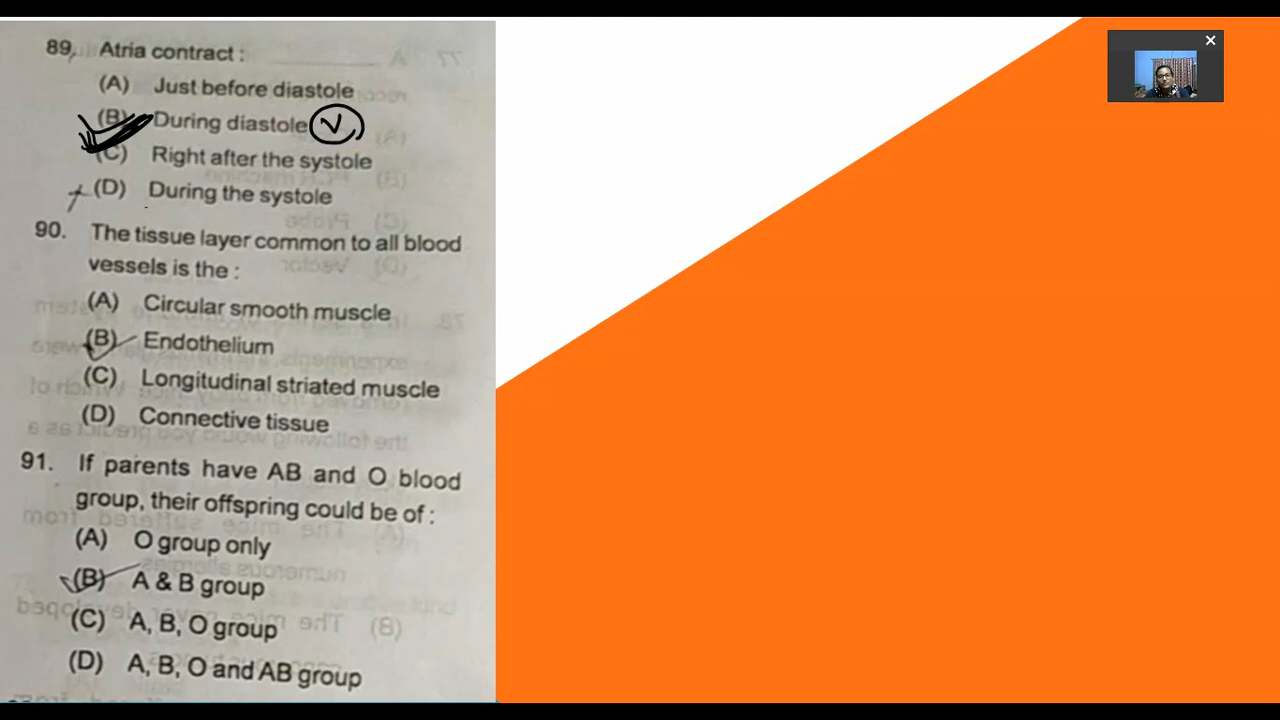 89, Atria contract :
(A) Just before diastole
(B) During diastole V
(C) Right after the systole
(D) During the systole
90. The tissue layer common to all blood
vessels is the :
(A) Circular smooth muscle
(B) Endothelium
(C) Longitudinal striated muscle
(D) Connective tissue
91. If parents have AB and O blood
group, their offspring could be of :
(A) O group only
(B) A & B group
(C) A, B, O group
(D) A, B, O and AB group